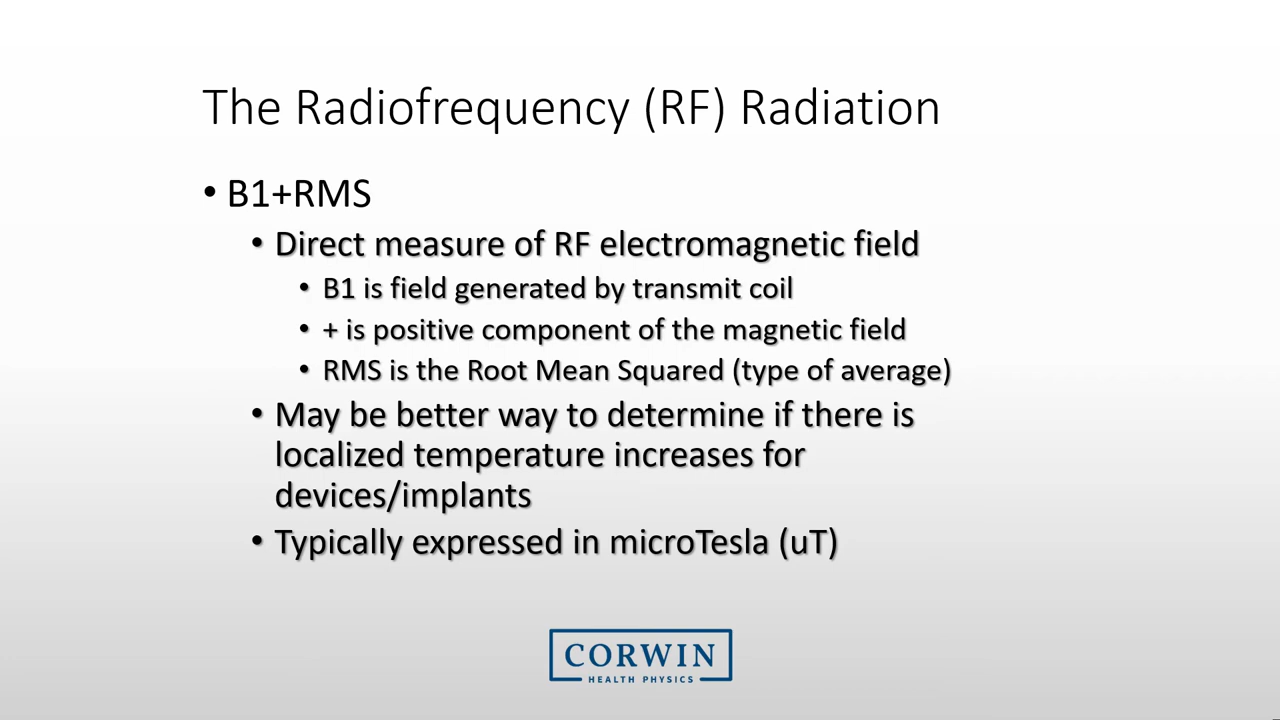 The Radiofrequency (RF) Radiation
• B1+RMS
• Direct measure of RF electromagnetic field
• B1 is field generated by transmit coil
• + is positive component of the magnetic field
• RMS is the Root Mean Squared (type of average)
• May be better way to determine if there is
localized temperature increases for
devices/implants
• Typically expressed in microTesla (uT)
CORWIN
HEALTH PHYSICS